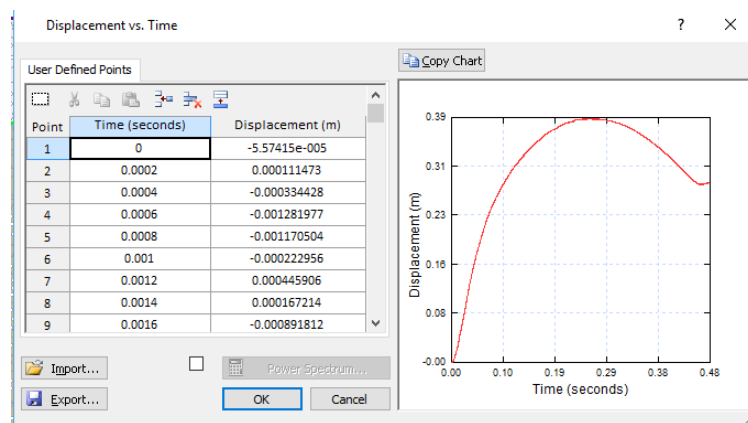 Displacement vs. Time ? ×
User Defined Points
Point Time (seconds) Displacement (m)
1 0 -5.57415e-005
2 0.0002 0.000111473
3 0.0004 -0.000334428
4 0.0006 -0.001281977
5 0.0008 -0.001170504
6 0.001 -0.000222956
7 0.0012 0.000445906
8 0.0014 0.000167214
9 0.0016 -0.000891812
Import...
Power Spectrum...
Export...
OK
Cancel
Copy Chart
0.39
0.31
0.23
0.16
0.08
-0.00
Displacement (m)
0.00 0.10 0.19 0.29 0.38 0.48
Time (seconds)